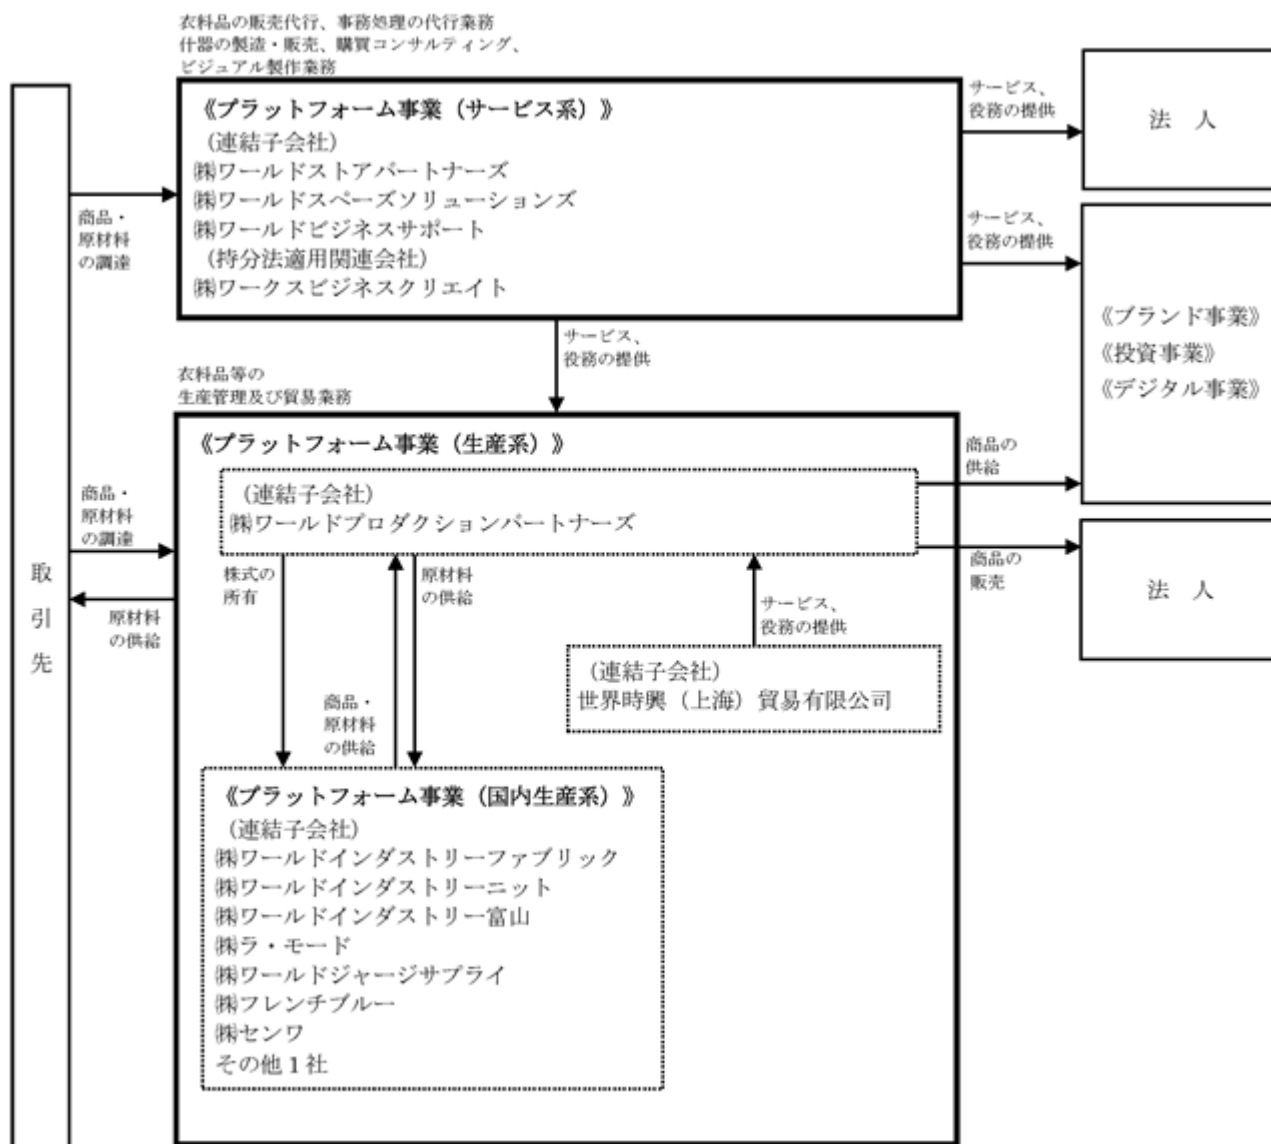 衣料品の販売代行、事務処理の代行業務
什器の製造・販売、購買コンサルティング、
ビジュアル製作業務
《プラットフォーム事業（サービス系）》
（連結子会社）
㈱ワールドストアパートナーズ
㈱ワールドスペースソリューションズ
㈱ワールドビジネスサポート
（持分法適用関連会社）
㈱ワークスビジネスクリエイト
商品・
原材料
の調達
サービス、
役務の提供
法　人
サービス、
役務の提供
《ブランド事業》
《投資事業》
《デジタル事業》
サービス、
役務の提供
衣料品等の
生産管理及び貿易業務
《プラットフォーム事業（生産系）》
（連結子会社）
㈱ワールドプロダクションパートナーズ
商品の
供給
商品の
販売
法　人
商品・
原材料
の調達
取
引
先
原材料
の供給
株式の
所有
原材料
の供給
サービス、
役務の提供
（連結子会社）
世界時興（上海）貿易有限公司
商品・
原材料
の供給
《プラットフォーム事業（国内生産系）》
（連結子会社）
㈱ワールドインダストリーファブリック
㈱ワールドインダストリーニット
㈱ワールドインダストリー富山
㈱ラ・モード
㈱ワールドジャージサプライ
㈱フレンチブルー
㈱センワ
その他１社